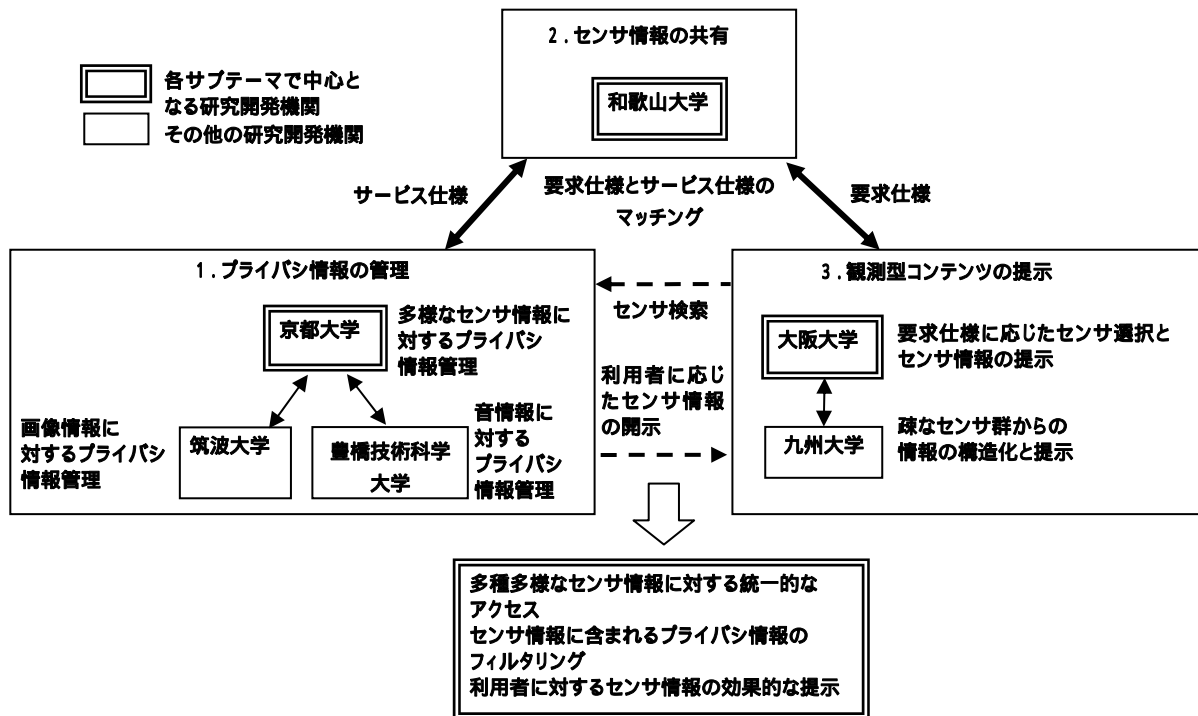 2.センサ情報の共有
和歌山大学
各サブテーマで中心と
なる研究開発機関
その他の研究開発機関
サービス仕様
要求仕様とサービス仕様の
マッチング
要求仕様
1.プライバシ情報の管理
京都大学
多様なセンサ情報に
対するプライバシ
情報管理
画像情報に
対するプライバシ
情報管理
筑波大学
豊橋技術科学
大学
音情報に
対する
プライバシ
情報管理
センサ検索
利用者に応じ
たセンサ情報
の開示
3.観測型コンテンツの提示
大阪大学
要求仕様に応じたセンサ選択と
センサ情報の提示
九州大学
疎なセンサ群からの
情報の構造化と提示
多種多様なセンサ情報に対する統一的な
アクセス
センサ情報に含まれるプライバシ情報の
フィルタリング
利用者に対するセンサ情報の効果的な提示